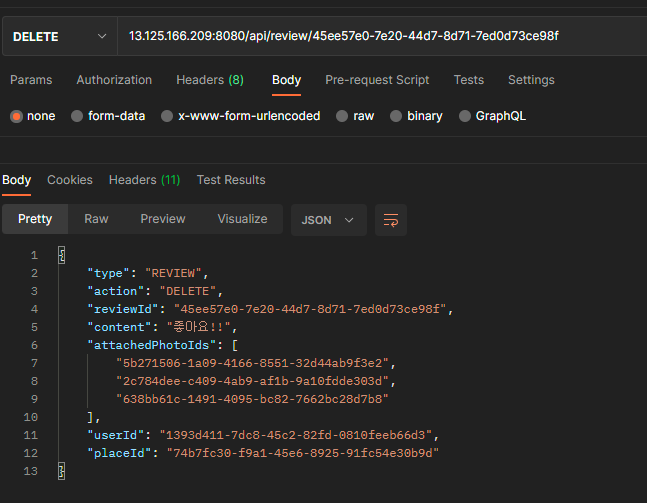 DELETE 13.125.166.209:8080/api/review/45ee57e0-7e20-44d7-8d71-7ed0d73ce98f
Params Authorization Headers (8) Body Pre-request Script Tests Settings
none form-data x-www-form-urlencoded raw binary GraphQL
Body Cookies Headers (11) Test Results
Pretty Raw Preview Visualize JSON
1 {
2 "type": "REVIEW",
3 "action": "DELETE",
4 "reviewId": "45ee57e0-7e20-44d7-8d71-7ed0d73ce98f",
5 "content": "좋아요!!",
6 "attachedPhotoIds": [
7 "5b271506-1a09-4166-8551-32d44ab9f3e2",
8 "2c784dee-c409-4ab9-af1b-9a10fdde303d",
9 "638bb61c-1491-4095-bc82-7662bc28d7b8"
10 ],
11 "userId": "1393d411-7dc8-45c2-82fd-0810feeb66d3",
12 "placeId": "74b7fc30-f9a1-45e6-8925-91fc54e30b9d"
13 }